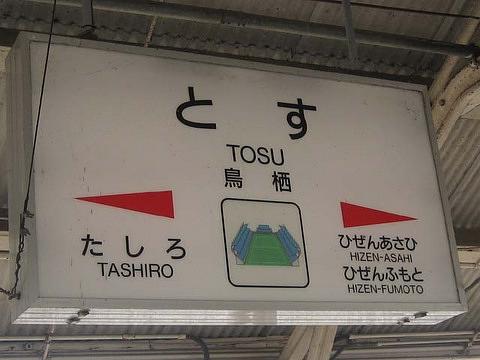 とす
TOSU
鳥栖
たしろ
TASHIRO
ひぜんあさひ
HIZEN-ASAHI
ひぜんふもと
HIZEN-FUMOTO